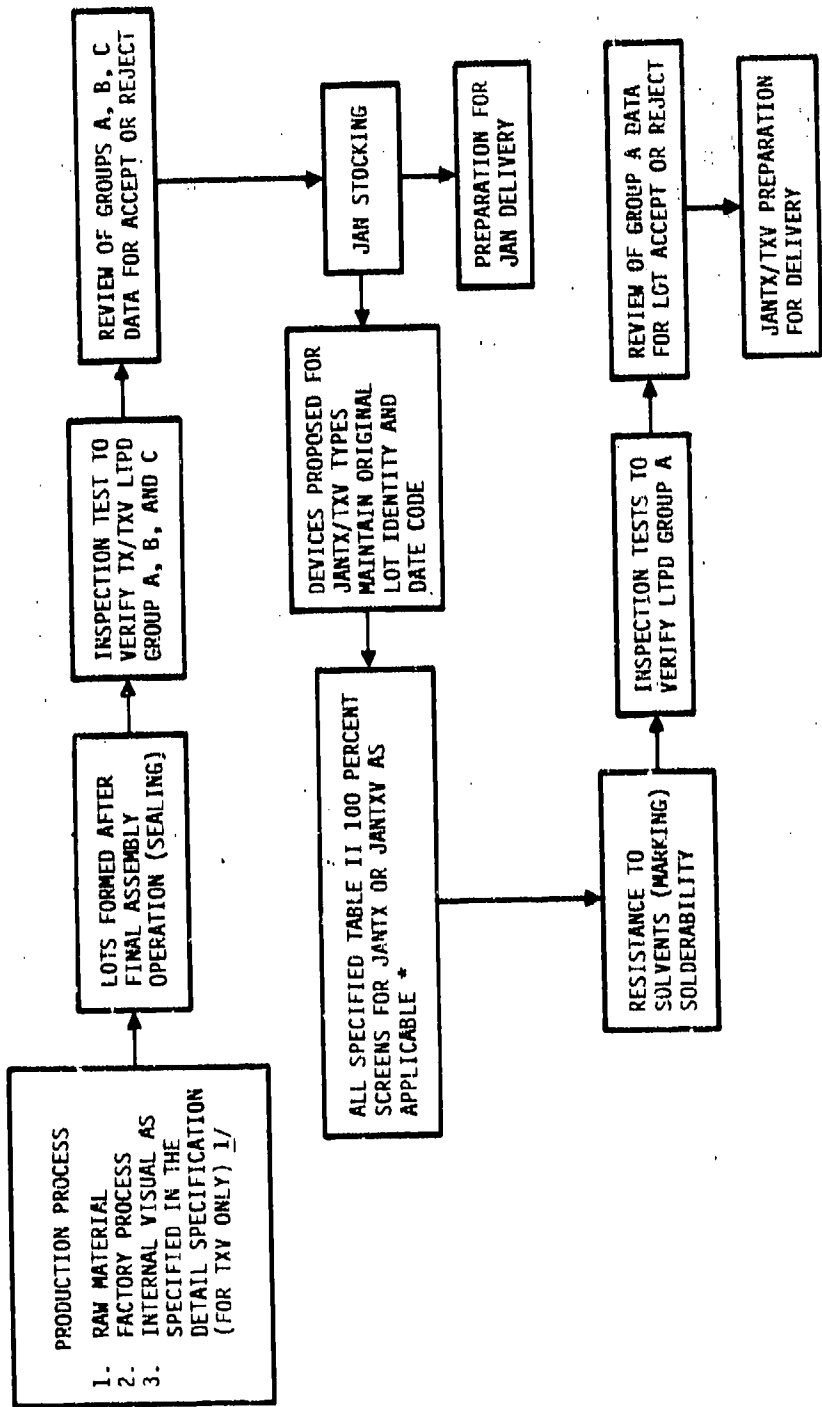 PRODUCTION PROCESS
1. RAW MATERIAL
2. FACTORY PROCESS
3. INTERNAL VISUAL AS
SPECIFIED IN THE
DETAIL SPECIFICATION
(FOR TXV ONLY) 1/
LOTS FORMED AFTER
FINAL ASSEMBLY
OPERATION (SEALING)
INSPECTION TEST TO
VERIFY TX/TXV LTPD
GROUP A, B, AND C
REVIEW OF GROUPS A, B, C
DATA FOR ACCEPT OR REJECT
JAN STOCKING
PREPARATION FOR
JAN DELIVERY
DEVICES PROPOSED FOR
JANTX/TXV TYPES
MAINTAIN ORIGINAL
LOT IDENTITY AND
DATE CODE
ALL SPECIFIED TABLE II 100 PERCENT
SCREENS FOR JANTX OR JANTXV AS
APPLICABLE *
RESISTANCE TO
SOLVENTS (MARKING)
SOLDERABILITY
INSPECTION TESTS TO
VERIFY LTPD GROUP A
REVIEW OF GROUP A DATA
FOR LOT ACCEPT OR REJECT
JANTX/TXV PREPARATION
FOR DELIVERY